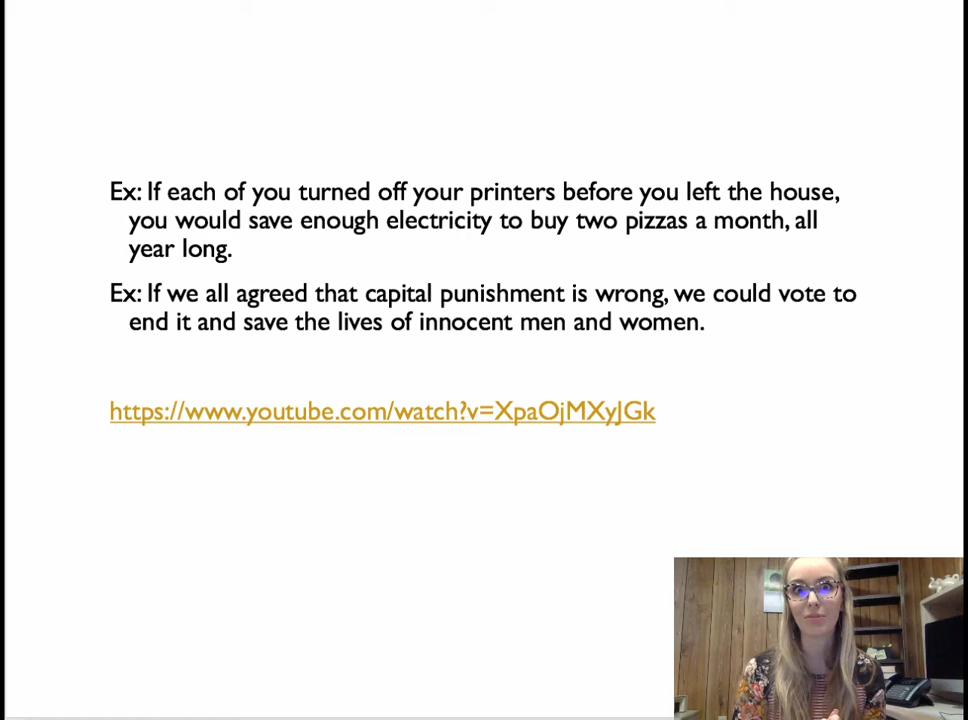 Ex: If each of you turned off your printers before you left the house,
you would save enough electricity to buy two pizzas a month, all
year long.
Ex: If we all agreed that capital punishment is wrong, we could vote to
end it and save the lives of innocent men and women.
https://www.youtube.com/watch?v=XpaOjMXyJGk